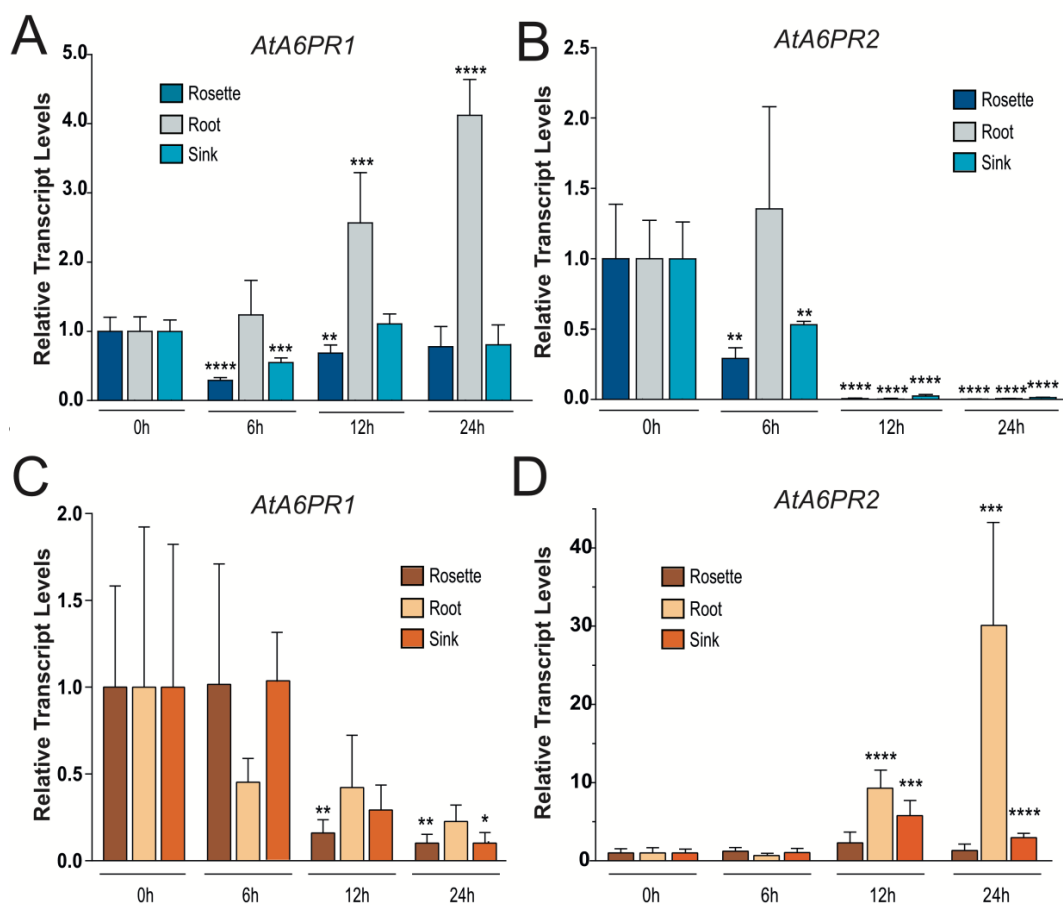 A
AtA6PR1
Relative Transcript Levels
5.0
4.0
3.0
2.0
1.0
0.0
Rosette
Root
Sink
****
***
**
***
****
0h
6h
12h
24h
B
AtA6PR2
Relative Transcript Levels
2.5
2.0
1.5
1.0
0.5
0.0
Rosette
Root
Sink
**
**
**** **** ****
**** **** ****
0h
6h
12h
24h
C
AtA6PR1
Relative Transcript Levels
2.0
1.5
1.0
0.5
0.0
Rosette
Root
Sink
**
**
*
0h
6h
12h
24h
D
AtA6PR2
Relative Transcript Levels
40
30
20
10
0
Rosette
Root
Sink
****
***
***
****
0h
6h
12h
24h